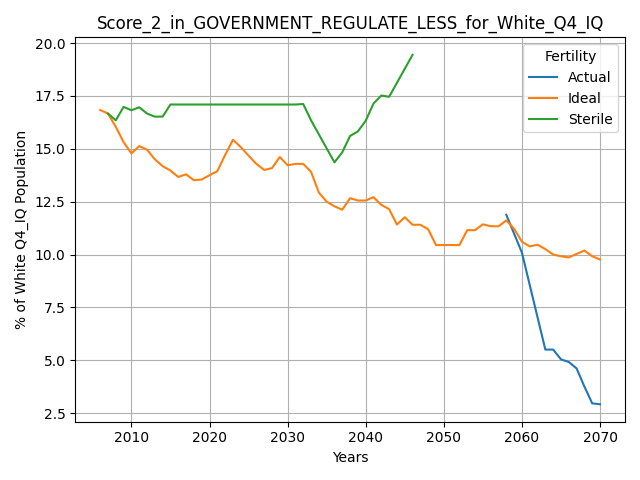 Score_2_in_GOVERNMENT_REGULATE_LESS_for_White_Q4_IQ
Fertility
Actual
Ideal
Sterile
% of White Q4_IQ Population
20.0
17.5
15.0
12.5
10.0
7.5
5.0
2.5
2010
2020
2030
2040
2050
2060
2070
Years